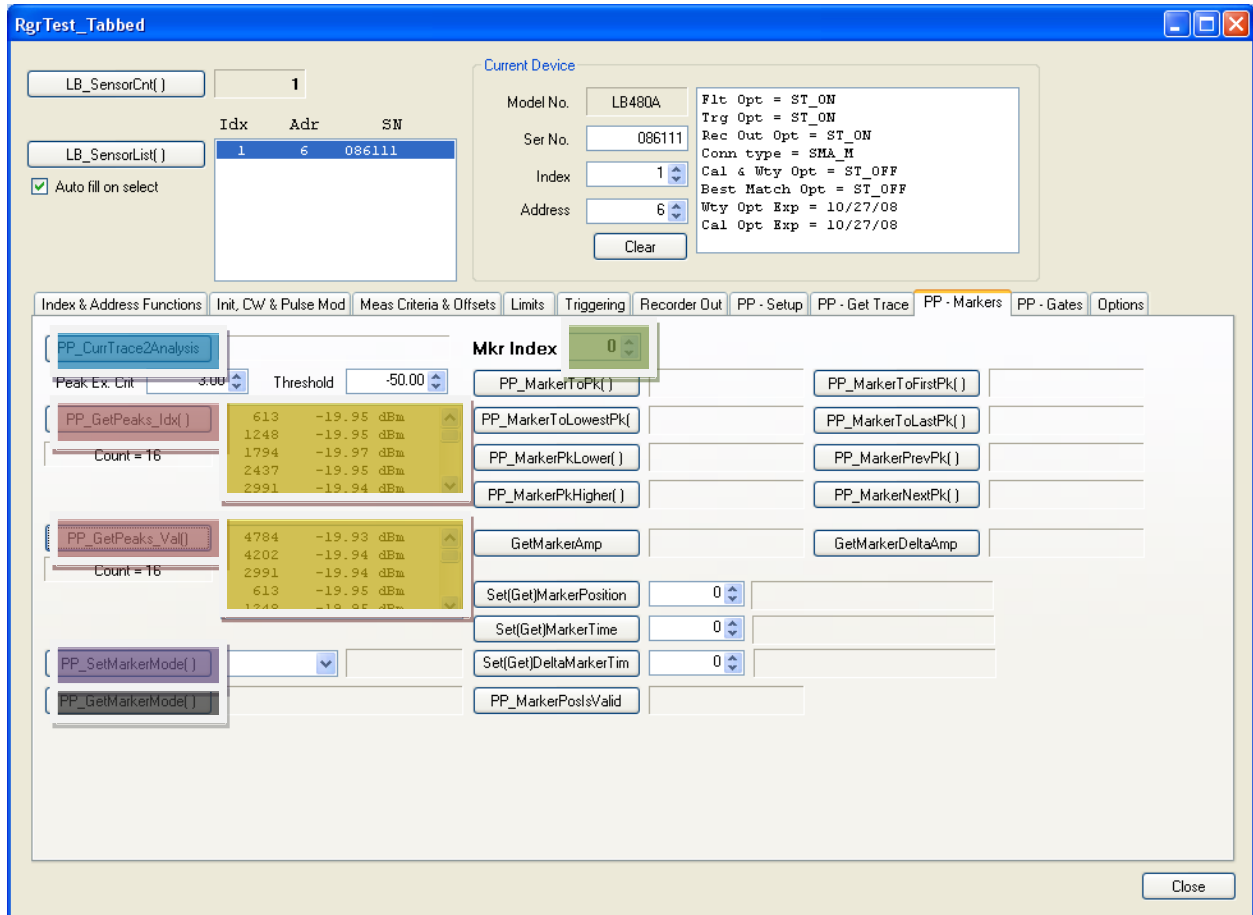 RgrTest_Tabbed
LB_SensorCnt( )
1
Idx Adr SN
LB_SensorList( )
1 6 086111
Auto fill on select
Current Device
Model No. LB480A
Ser No. 086111
Index 1
Address 6
Clear
Flt Opt = ST_ON
Trg Opt = ST_ON
Rec Out Opt = ST_ON
Conn type = SMA_M
Cal & Wty Opt = ST_OFF
Best Match Opt = ST_OFF
Wty Opt Exp = 10/27/08
Cal Opt Exp = 10/27/08
Index & Address Functions Init, CW & Pulse Mod Meas Criteria & Offsets Limits Triggering Recorder Out PP - Setup PP - Get Trace PP - Markers PP - Gates Options
PP_CurrTrace2Analysis
Peak Ex. Crit 3.00 Threshold -50.00
PP_GetPeaks_Idx( )
Count = 16
613 -19.95 dBm
1248 -19.95 dBm
1794 -19.97 dBm
2437 -19.95 dBm
2991 -19.94 dBm
PP_GetPeaks_Val()
Count = 16
4784 -19.93 dBm
4202 -19.94 dBm
2991 -19.94 dBm
613 -19.95 dBm
1248 -19.95 dBm
PP_SetMarkerMode( )
PP_GetMarkerMode( )
Mkr Index 0
PP_MarkerToPk( ) PP_MarkerToFirstPk( )
PP_MarkerToLowestPk( PP_MarkerToLastPk( )
PP_MarkerPkLower( ) PP_MarkerPrevPk( )
PP_MarkerPkHigher( ) PP_MarkerNextPk( )
GetMarkerAmp GetMarkerDeltaAmp
Set(Get)MarkerPosition 0
Set(Get)MarkerTime 0
Set(Get)DeltaMarkerTim 0
PP_MarkerPosIsValid
Close